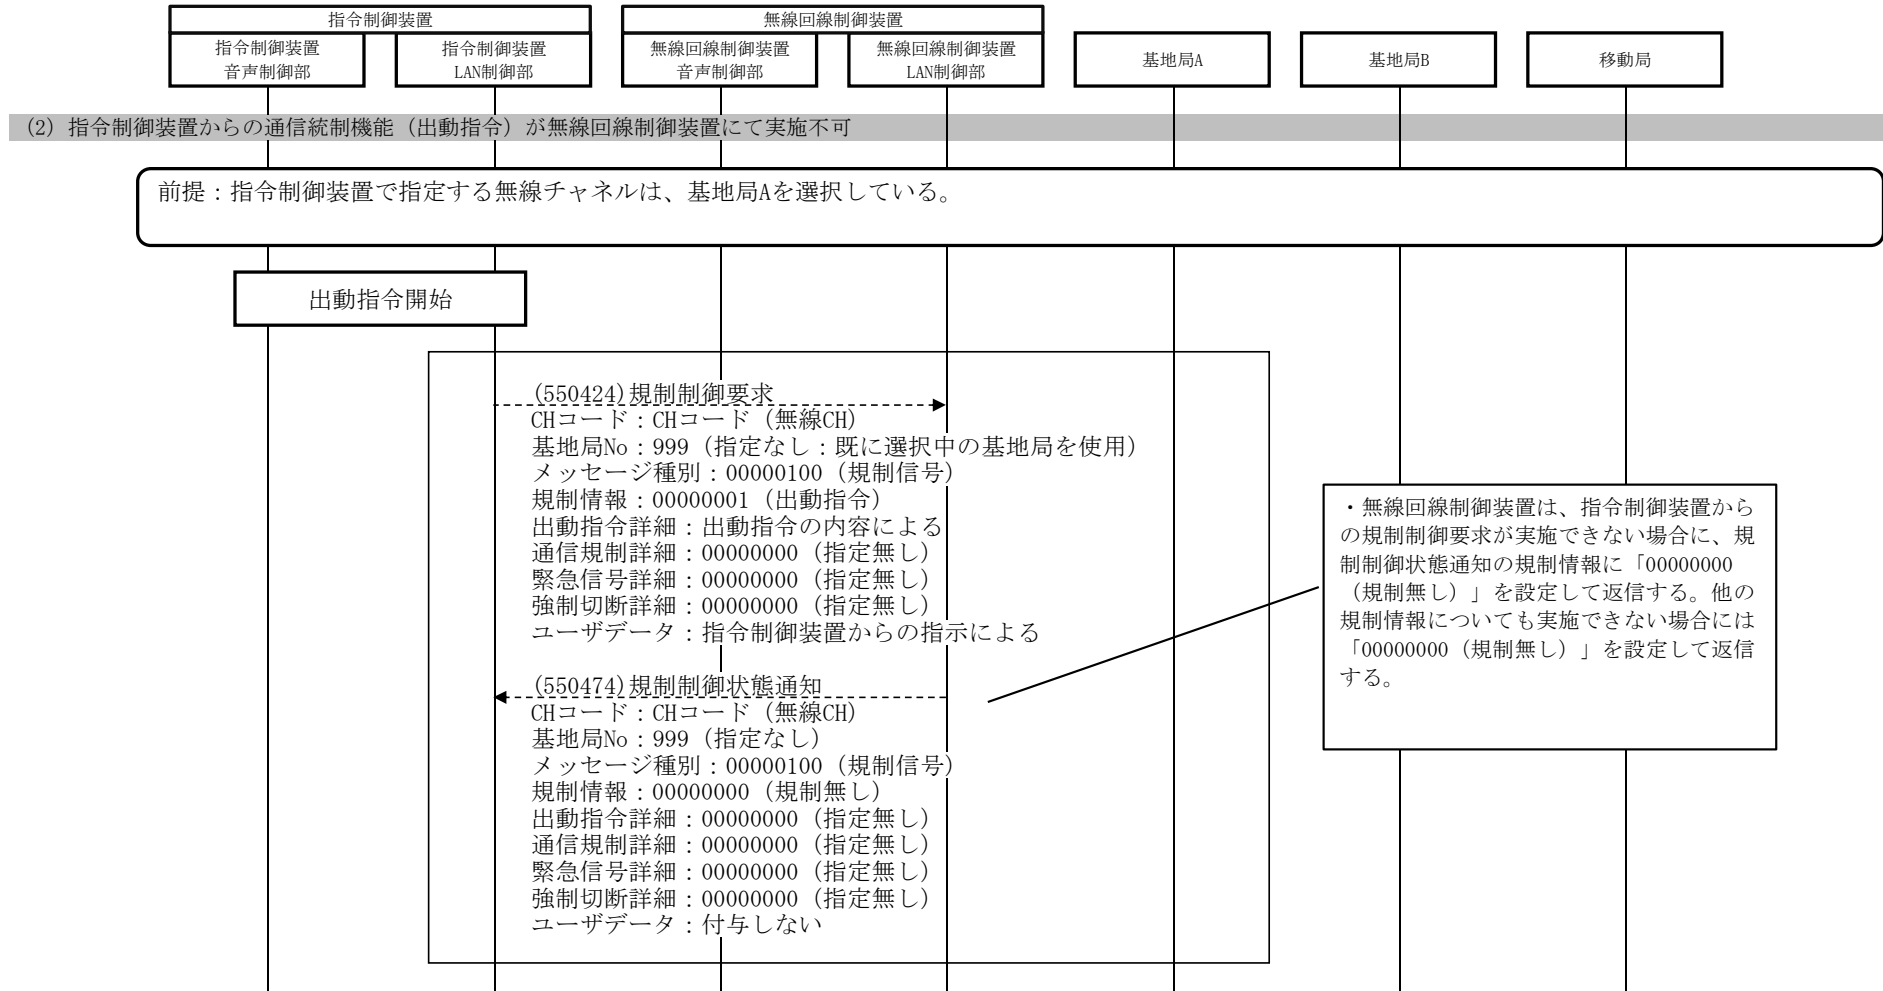 指令制御装置
無線回線制御装置
指令制御装置
音声制御部
指令制御装置
LAN制御部
無線回線制御装置
音声制御部
無線回線制御装置
LAN制御部
基地局A
基地局B
移動局
(2) 指令制御装置からの通信統制機能（出動指令）が無線回線制御装置にて実施不可
前提：指令制御装置で指定する無線チャネルは、基地局Aを選択している。
出動指令開始
(550424)規制制御要求
CHコード：CHコード（無線CH）
基地局No：999（指定なし：既に選択中の基地局を使用）
メッセージ種別：00000100（規制信号）
規制情報：00000001（出動指令）
出動指令詳細：出動指令の内容による
通信規制詳細：00000000（指定無し）
緊急信号詳細：00000000（指定無し）
強制切断詳細：00000000（指定無し）
ユーザデータ：指令制御装置からの指示による
(550474)規制制御状態通知
CHコード：CHコード（無線CH）
基地局No：999（指定なし）
メッセージ種別：00000100（規制信号）
規制情報：00000000（規制無し）
出動指令詳細：00000000（指定無し）
通信規制詳細：00000000（指定無し）
緊急信号詳細：00000000（指定無し）
強制切断詳細：00000000（指定無し）
ユーザデータ：付与しない
・無線回線制御装置は、指令制御装置から
の規制制御要求が実施できない場合に、規
制制御状態通知の規制情報に「00000000
（規制無し）」を設定して返信する。他の
規制情報についても実施できない場合には
「00000000（規制無し）」を設定して返信
する。